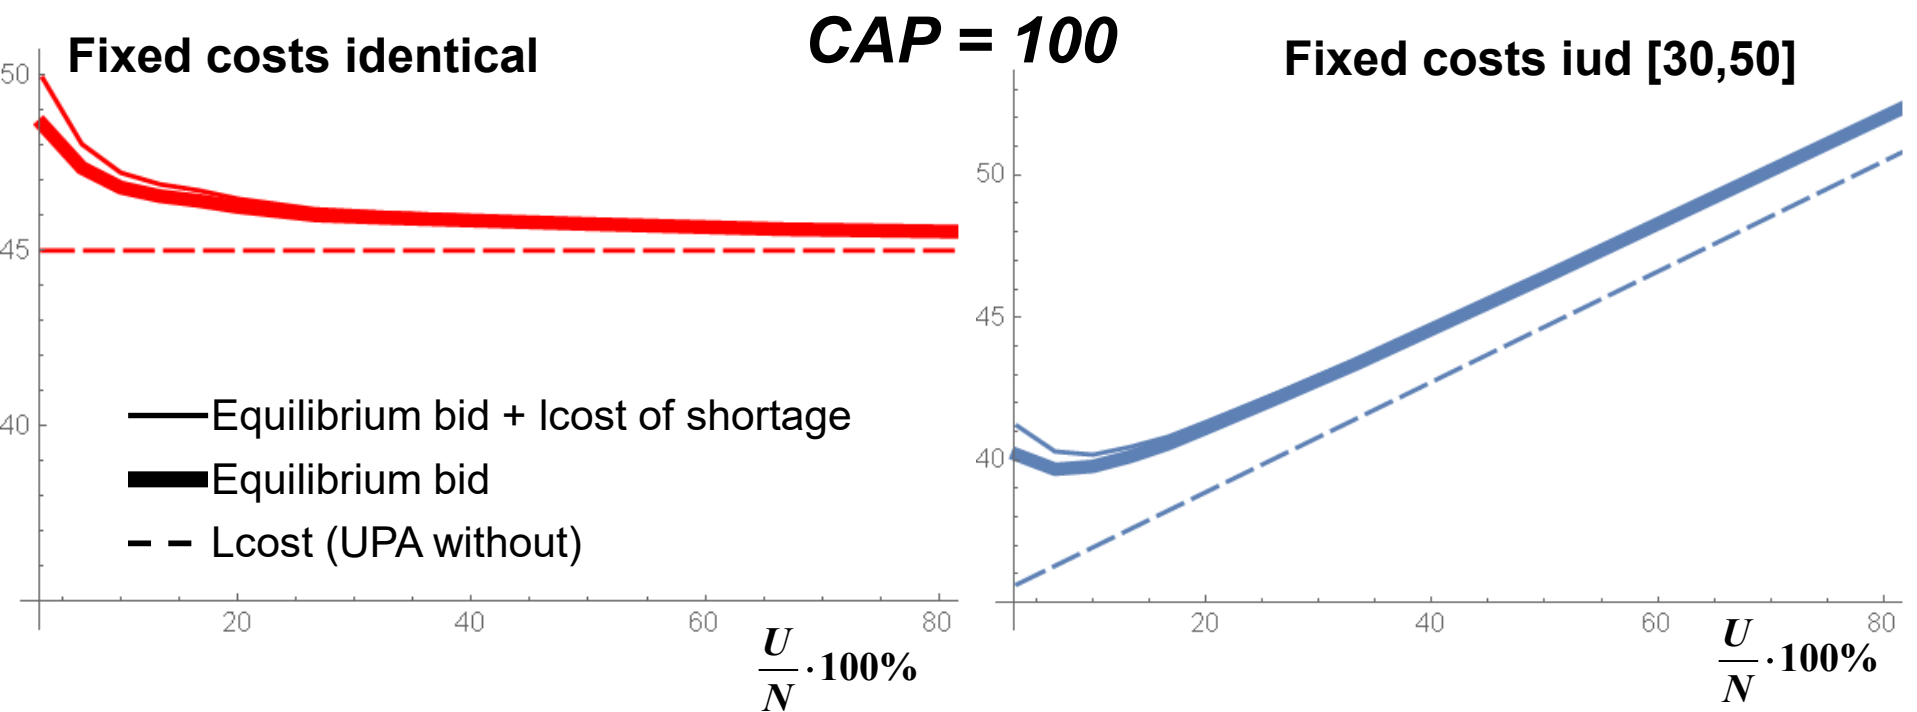 CAP = 100
Fixed costs identical
50
45
40
Equilibrium bid + lcost of shortage
Equilibrium bid
Lcost (UPA without)
20 40 60 80
U/N · 100%
Fixed costs iud [30,50]
50
45
40
20 40 60 80
U/N · 100%